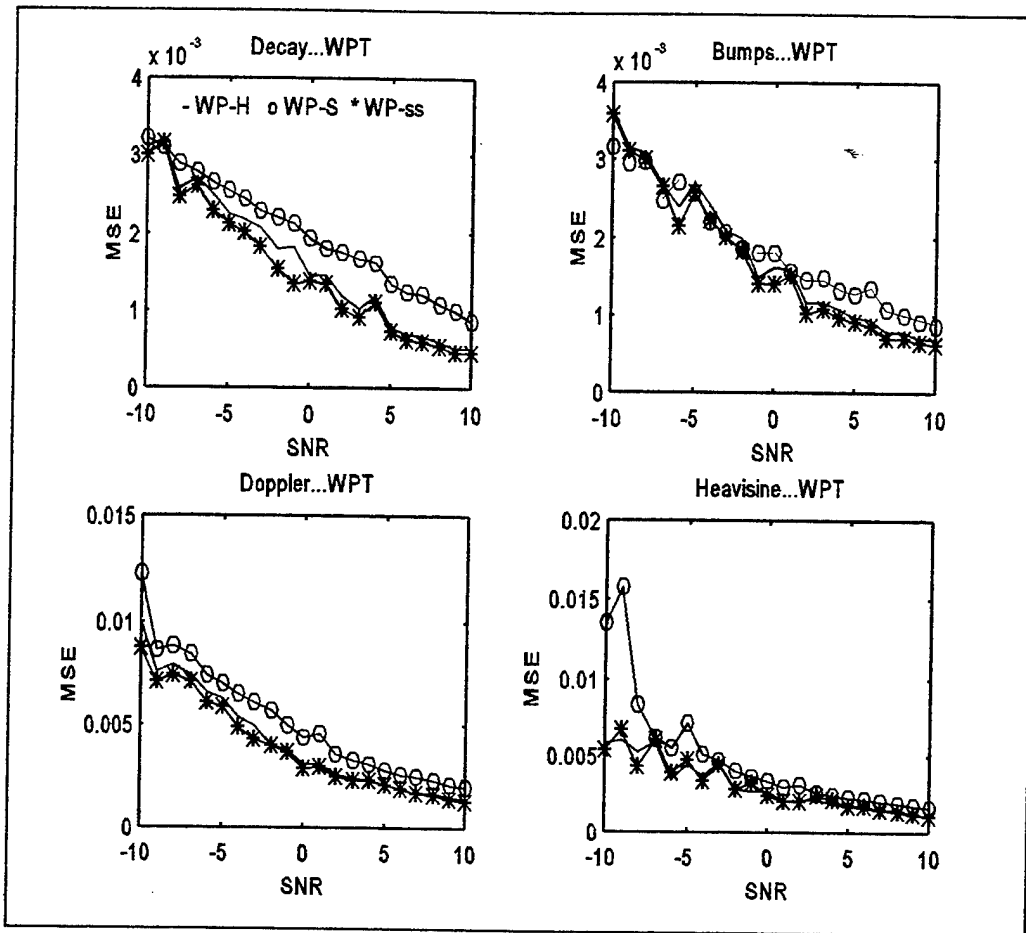 x 10⁻³ Decay...WPT
4
- WP-H o WP-S * WP-ss
3
2
1
0
MSE
-10 -5 0 5 10
SNR
x 10⁻³ Bumps...WPT
4
3
2
1
0
MSE
-10 -5 0 5 10
SNR
Doppler...WPT
0.015
0.01
0.005
0
MSE
-10 -5 0 5 10
SNR
Heavisine...WPT
0.02
0.015
0.01
0.005
0
MSE
-10 -5 0 5 10
SNR